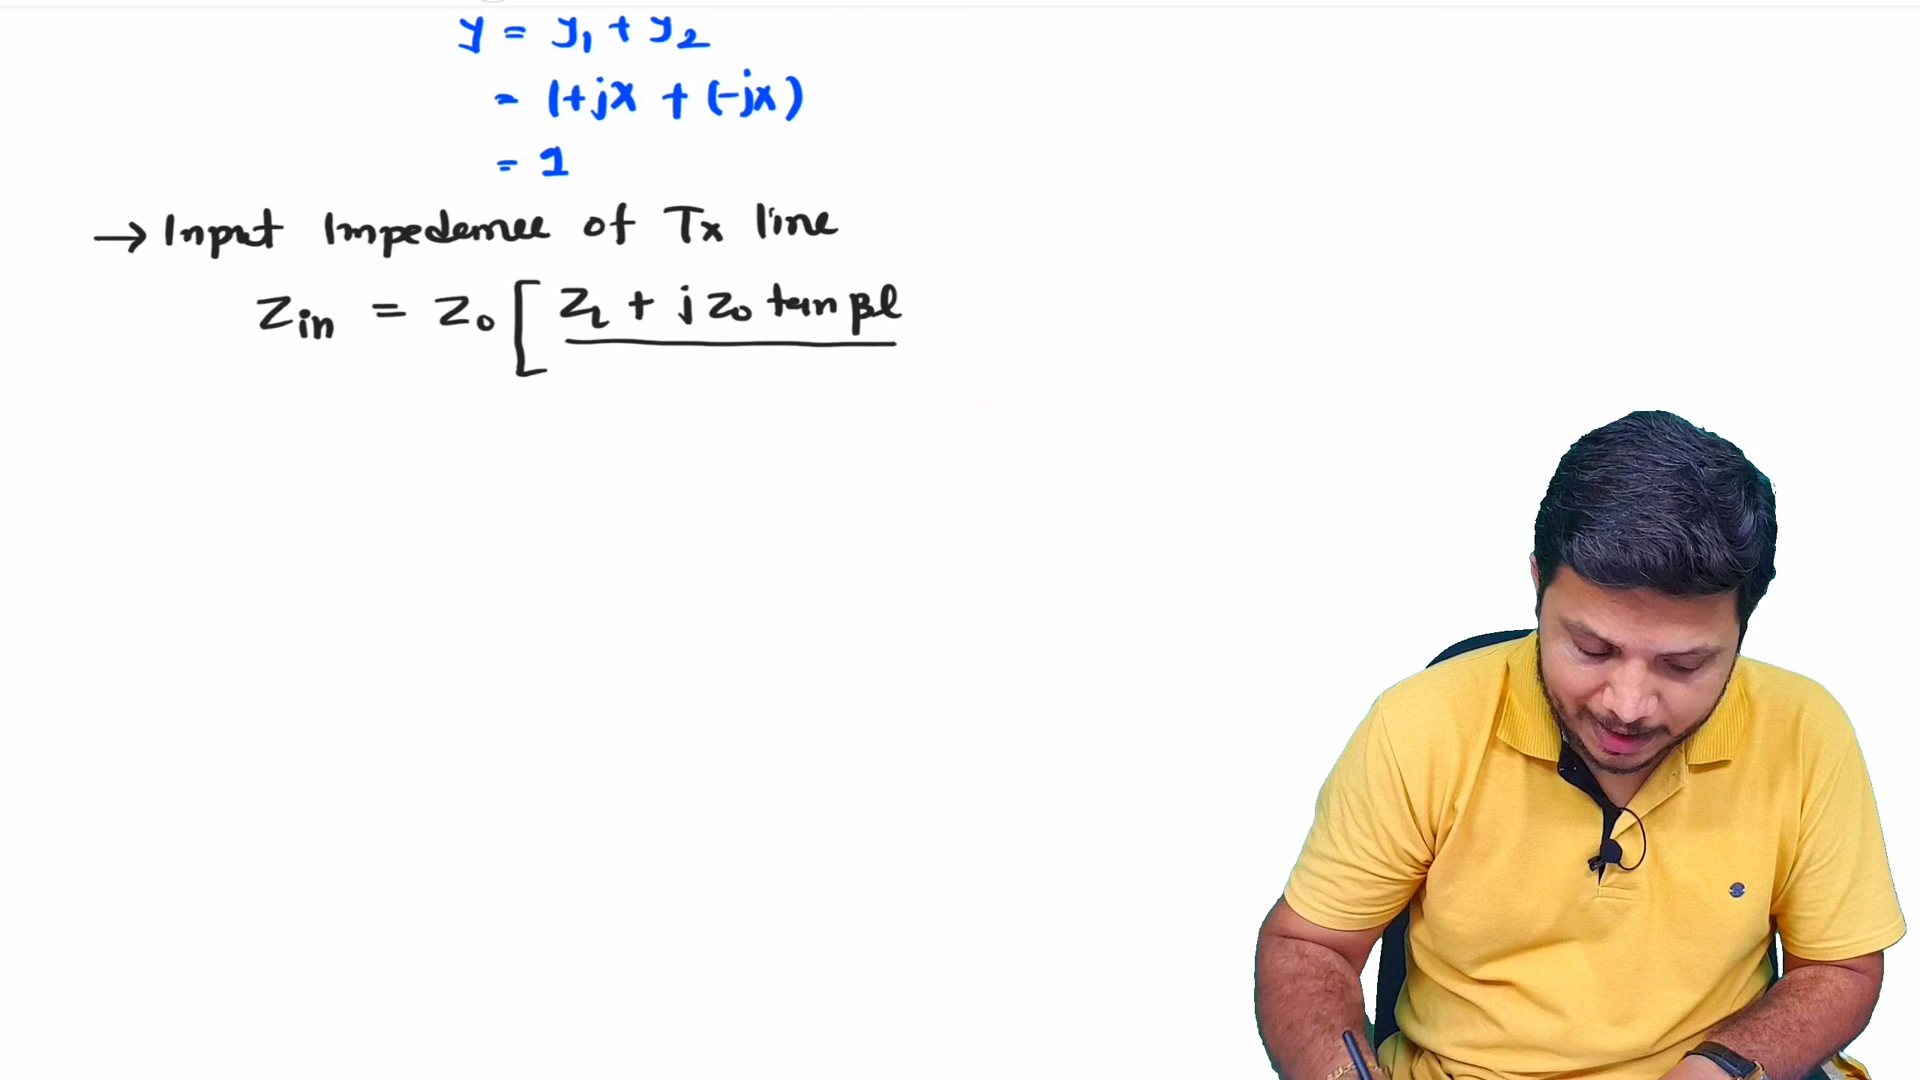 y = y₁ + y₂
= 1+jx + (-jx)
= 1
→ Input Impedance of Tx line
Zin = Z₀ [ ZL + j Z₀ tan βl